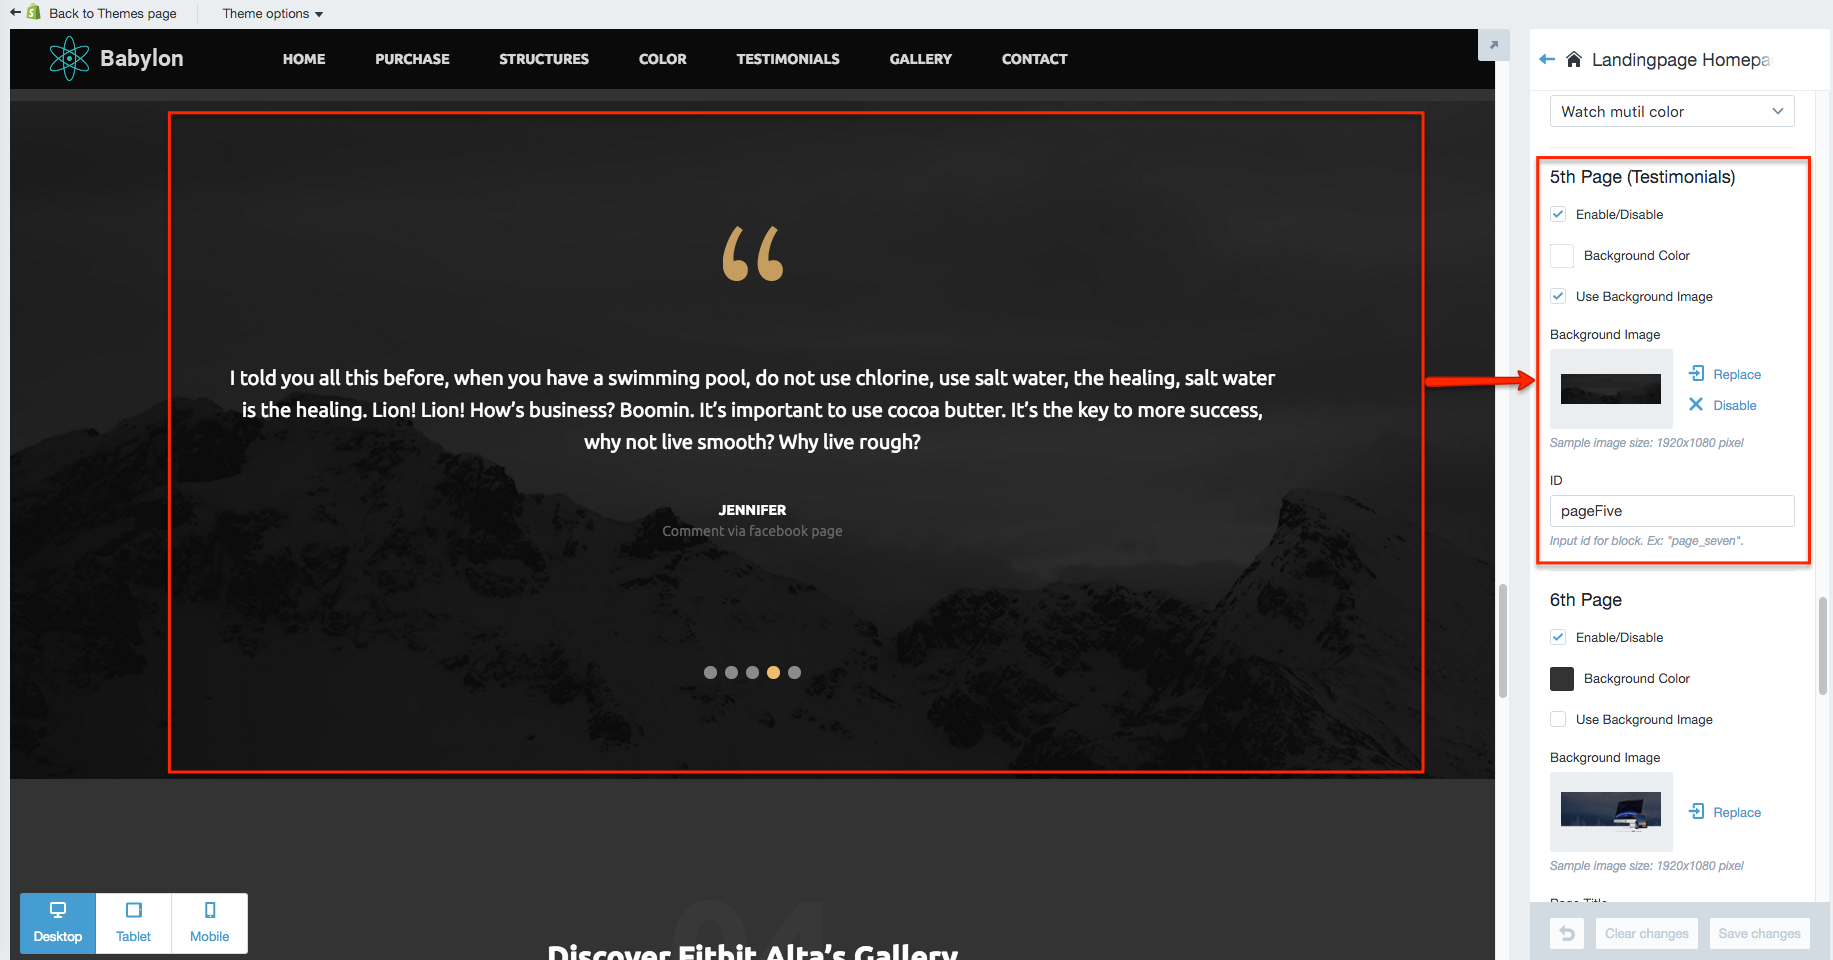 Back to Themes page
Theme options
Babylon
HOME
PURCHASE
STRUCTURES
COLOR
TESTIMONIALS
GALLERY
CONTACT
“
I told you all this before, when you have a swimming pool, do not use chlorine, use salt water, the healing, salt water
is the healing. Lion! Lion! How’s business? Boomin. It’s important to use cocoa butter. It’s the key to more success,
why not live smooth? Why live rough?
JENNIFER
Comment via facebook page
04
Discover Fitbit Alta’s Gallery
Desktop
Tablet
Mobile
Landingpage Homepa
Watch mutil color
5th Page (Testimonials)
Enable/Disable
Background Color
Use Background Image
Background Image
Replace
Disable
Sample image size: 1920x1080 pixel
ID
pageFive
Input id for block. Ex: "page_seven".
6th Page
Enable/Disable
Background Color
Use Background Image
Background Image
Replace
Sample image size: 1920x1080 pixel
Page Title
Clear changes
Save changes